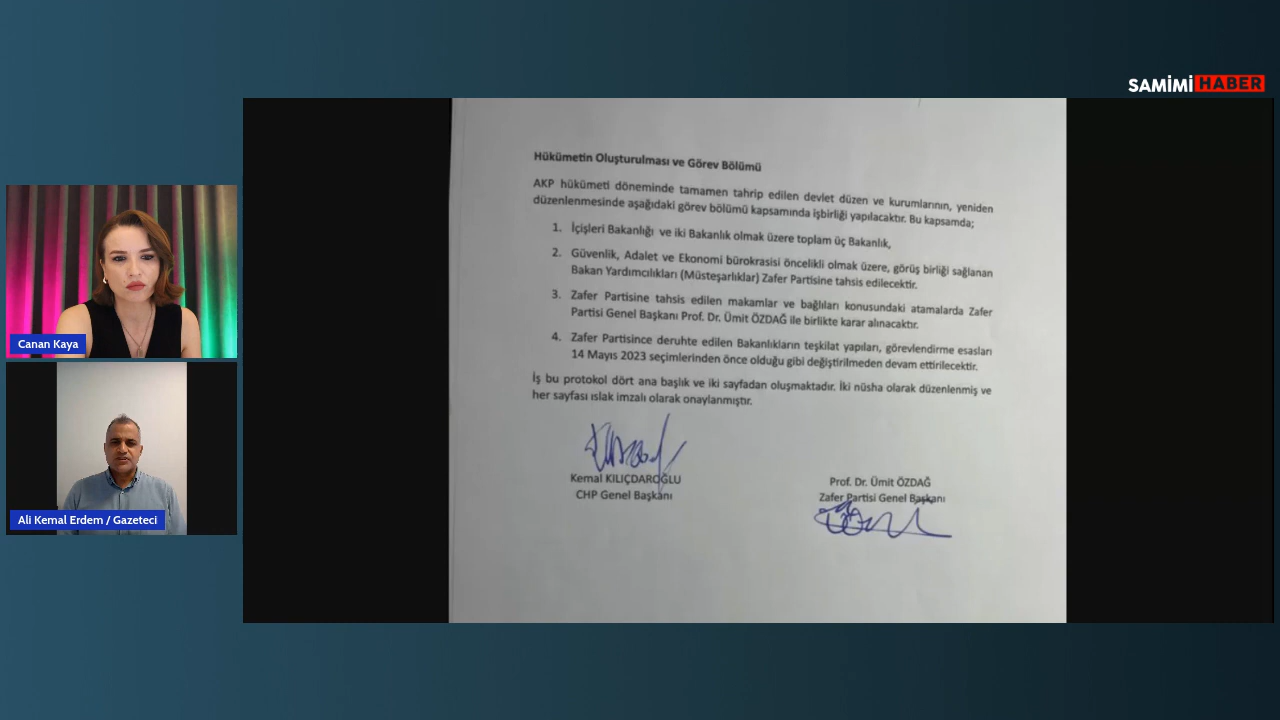 SAMİMİ HABER
Hükümetin Oluşturulması ve Görev Bölümü
AKP hükümeti döneminde tamamen tahrip edilen devlet düzen ve kurumlarının, yeniden
düzenlenmesinde aşağıdaki görev bölümü kapsamında işbirliği yapılacaktır. Bu kapsamda;
1. İçişleri Bakanlığı ve iki Bakanlık olmak üzere toplam üç Bakanlık,
2. Güvenlik, Adalet ve Ekonomi bürokrasisi öncelikli olmak üzere, görüş birliği sağlanan
Bakan Yardımcılıkları (Müsteşarlıklar) Zafer Partisine tahsis edilecektir.
3. Zafer Partisine tahsis edilen makamlar ve bağlıları konusundaki atamalarda Zafer
Partisi Genel Başkanı Prof. Dr. Ümit ÖZDAĞ ile birlikte karar alınacaktır.
4. Zafer Partisince deruhte edilen Bakanlıkların teşkilat yapıları, görevlendirme esasları
14 Mayıs 2023 seçimlerinden önce olduğu gibi değiştirilmeden devam ettirilecektir.
İş bu protokol dört ana başlık ve iki sayfadan oluşmaktadır. İki nüsha olarak düzenlenmiş ve
her sayfası ıslak imzalı olarak onaylanmıştır.
Kemal KILIÇDAROĞLU
CHP Genel Başkanı
Prof. Dr. Ümit ÖZDAĞ
Zafer Partisi Genel Başkanı
Canan Kaya
Ali Kemal Erdem / Gazeteci